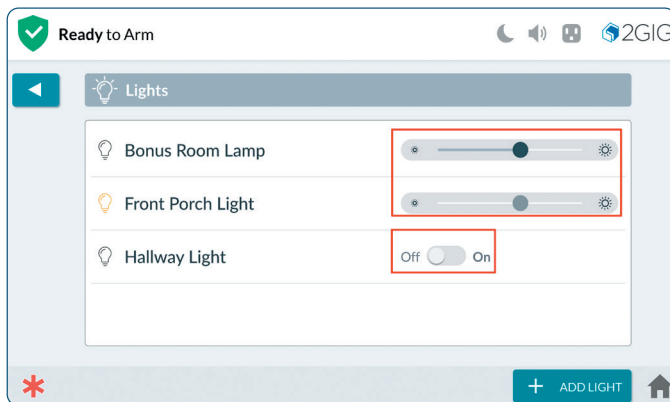 Ready to Arm
2GIG
Lights
Bonus Room Lamp
Front Porch Light
Hallway Light
Off On
+ ADD LIGHT